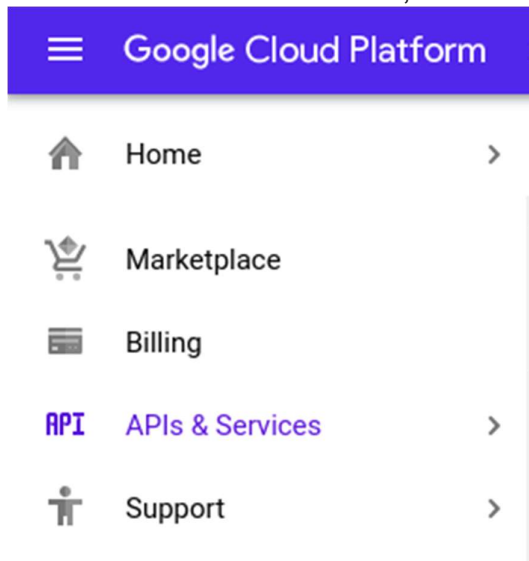 Google Cloud Platform
Home
Marketplace
Billing
API APIs & Services
Support